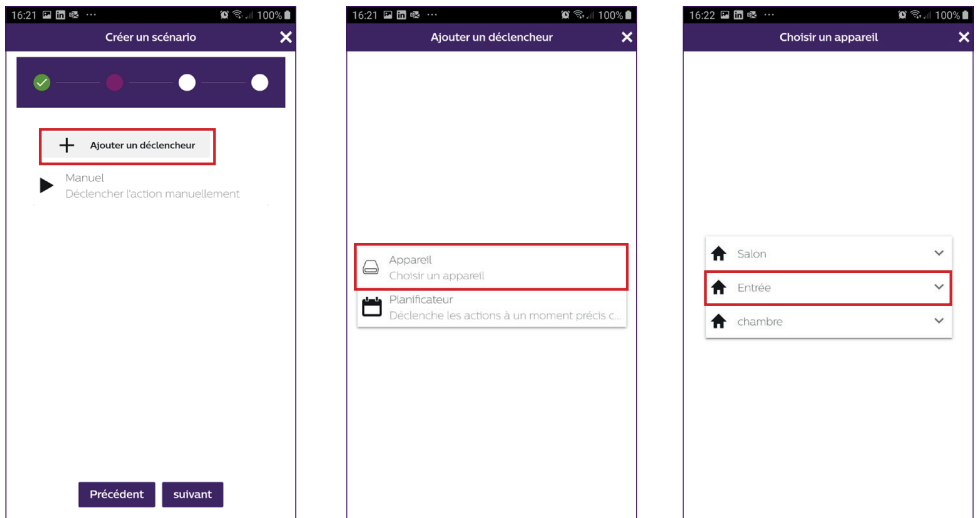 16:21 ... 100%
Créer un scénario
Ajouter un déclencheur
Manuel
Déclencher l'action manuellement
Précédent
suivant
16:21 ... 100%
Ajouter un déclencheur
Appareil
Choisir un appareil
Planificateur
Déclenche les actions à un moment précis c...
16:22 ... 100%
Choisir un appareil
Salon
Entrée
chambre